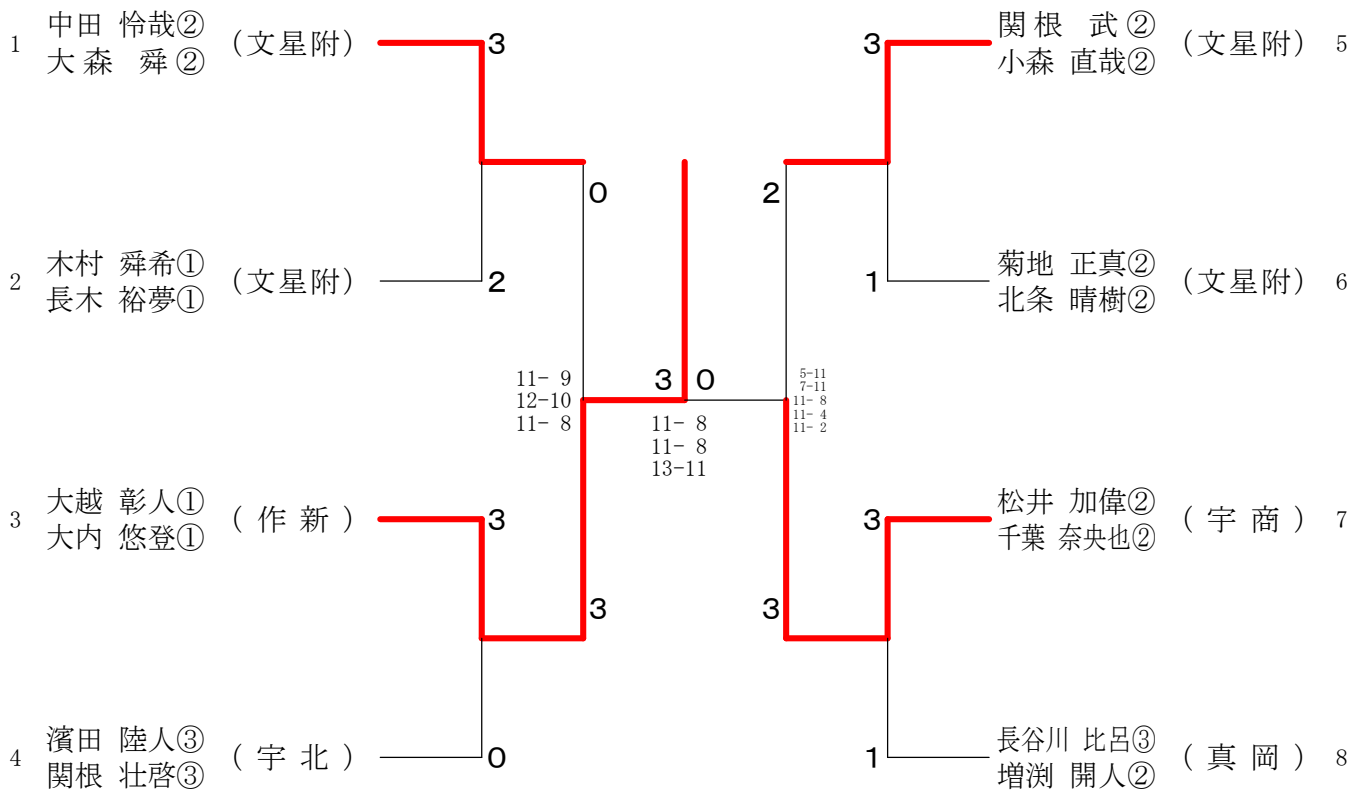 1 中田 怜哉② (文星附) 3
大森 舜②
0
2 木村 舜希① (文星附) 2
長木 裕夢①
11- 9
12-10
11- 8
3 大越 彰人① (作新) 3
大内 悠登①
3
4 濱田 陸人③ (宇北) 0
関根 壮啓③
3 0
11- 8
11- 8
13-11
3 関根 武② (文星附) 5
小森 直哉②
2
1 菊地 正真② (文星附) 6
北条 晴樹②
5-11
7-11
11- 8
11- 4
11- 2
3 松井 加偉② (宇商) 7
千葉 奈央也②
3
1 長谷川 比呂③ (真岡) 8
増渕 開人②